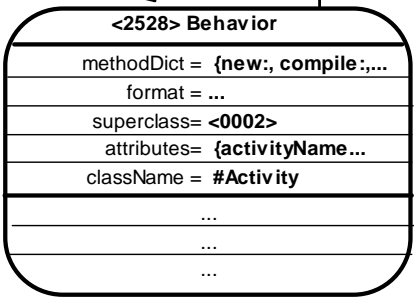 <2528> Behavior
methodDict = {new:, compile:,...
format = ...
superclass= <0002>
attributes= {activityName...
className = #Activity
...
...
...